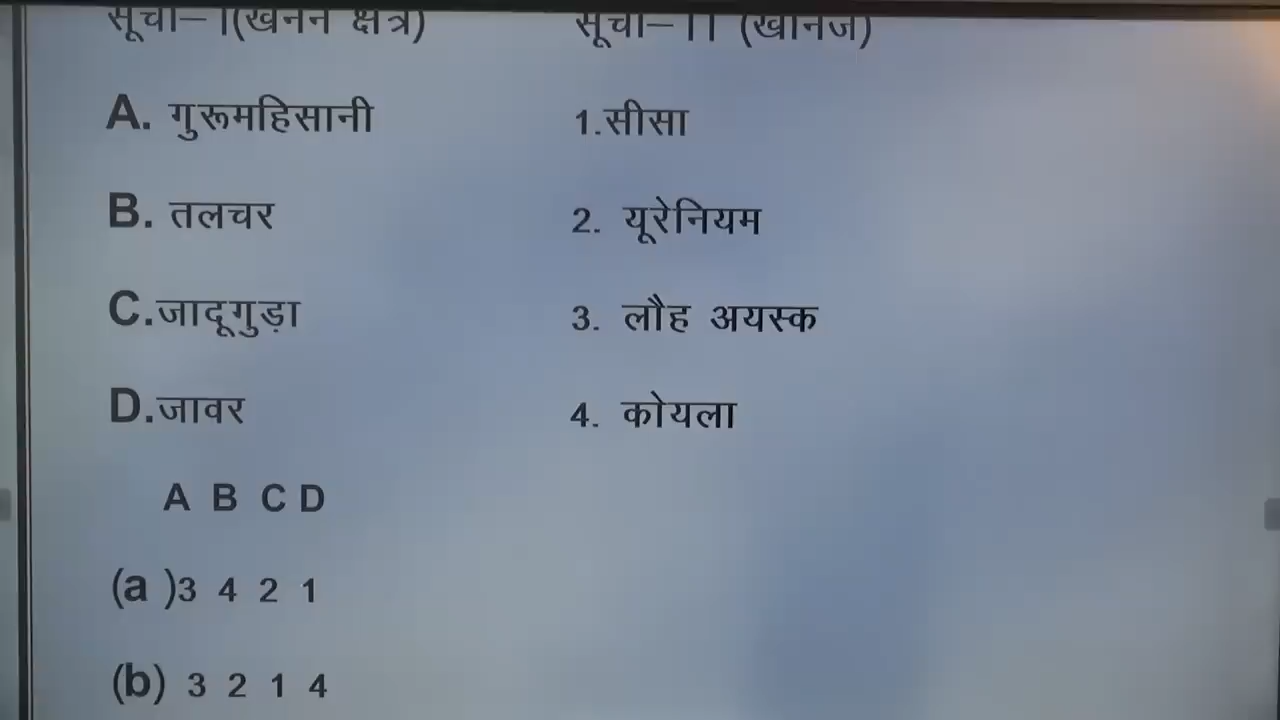 सूची–I(खनन क्षेत्र) सूची–II (खनिज)
A. गुरूमहिसानी 1.सीसा
B. तलचर 2. यूरेनियम
C.जादूगुड़ा 3. लौह अयस्क
D.जावर 4. कोयला
A B C D
(a )3 4 2 1
(b) 3 2 1 4